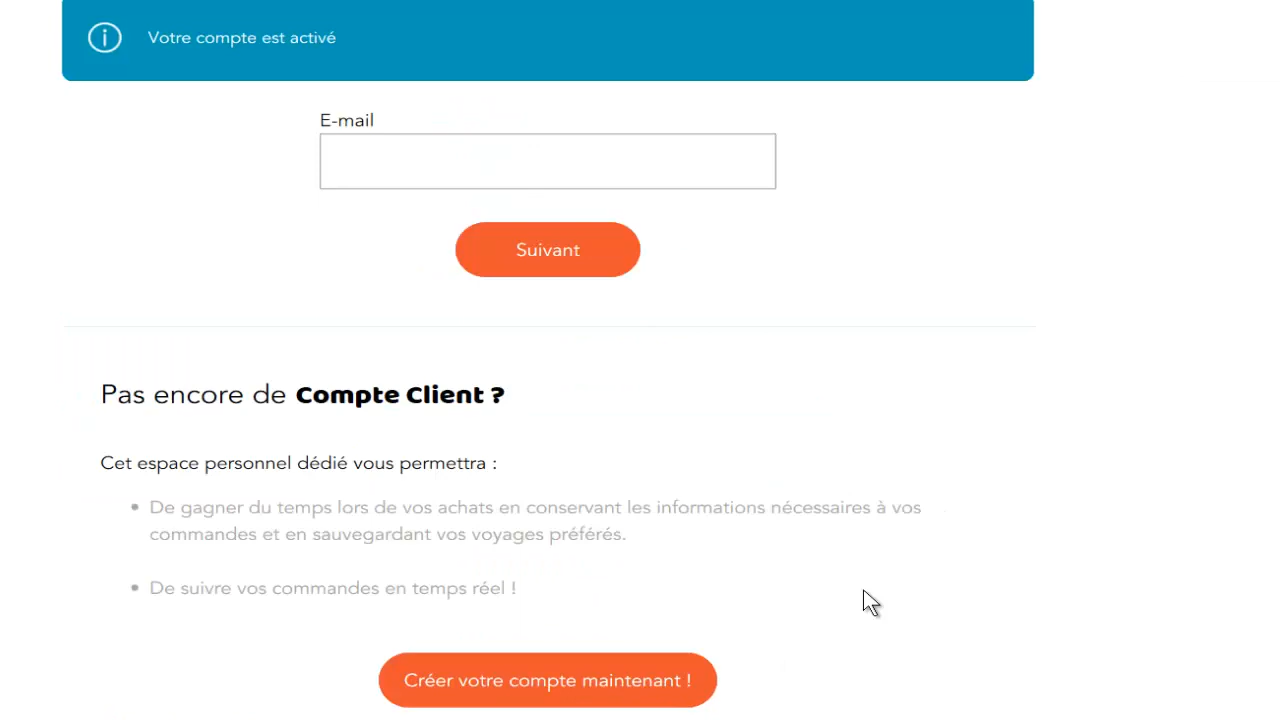 Votre compte est activé
E-mail
Suivant
Pas encore de Compte Client ?
Cet espace personnel dédié vous permettra :
• De gagner du temps lors de vos achats en conservant les informations nécessaires à vos
commandes et en sauvegardant vos voyages préférés.
• De suivre vos commandes en temps réel !
Créer votre compte maintenant !